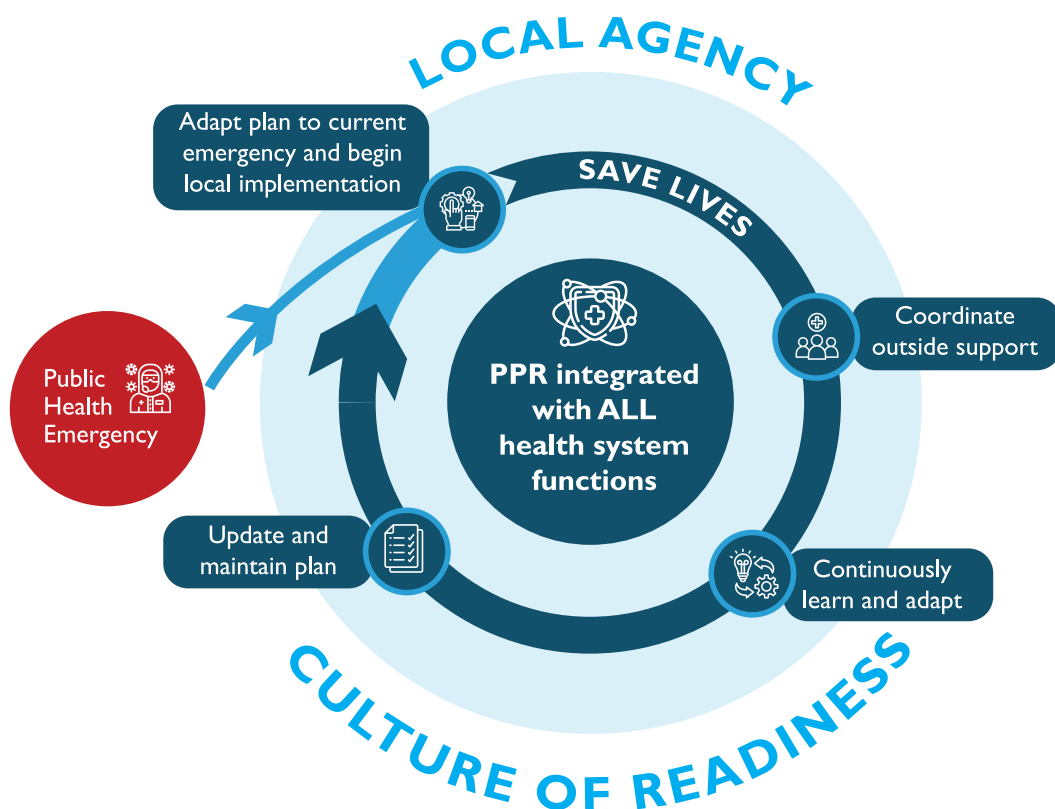 LOCAL AGENCY
Adapt plan to current
emergency and begin
local implementation
SAVE LIVES
Coordinate
outside support
PPR integrated
with ALL
health system
functions
Public
Health
Emergency
Update and
maintain plan
Continuously
learn and adapt
CULTURE OF READINESS